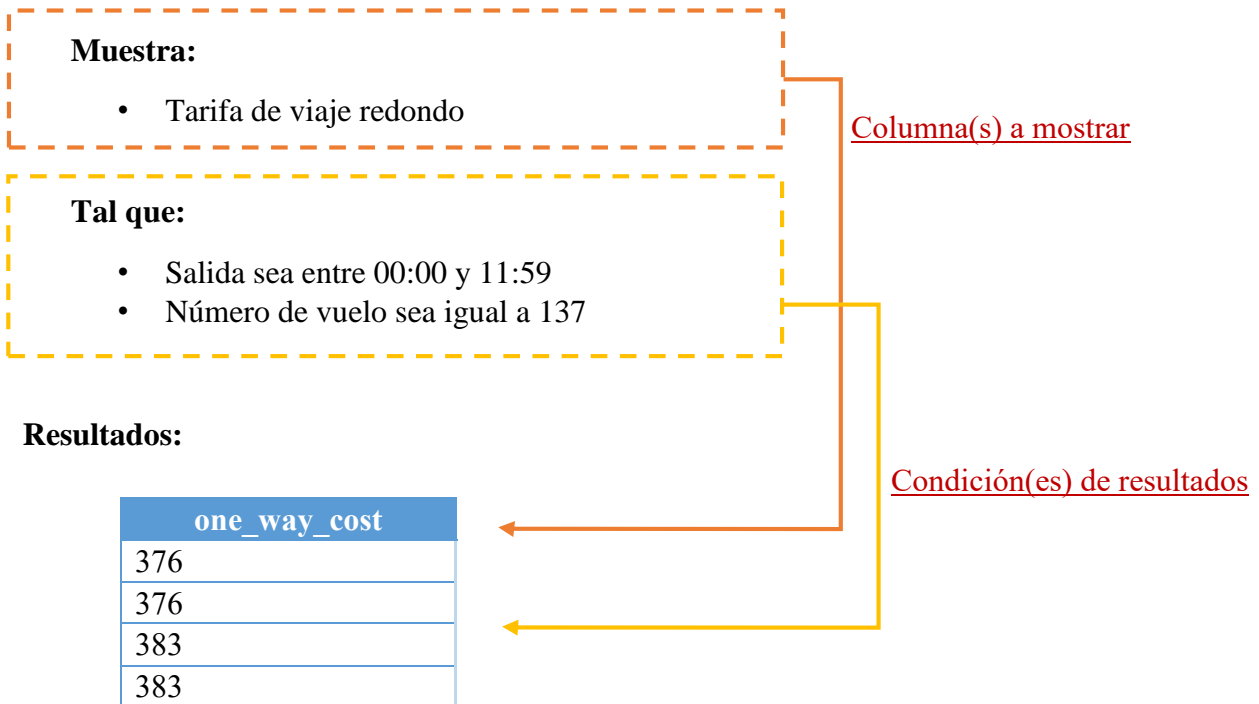 Muestra:
• Tarifa de viaje redondo
Columna(s) a mostrar
Tal que:
• Salida sea entre 00:00 y 11:59
• Número de vuelo sea igual a 137
Resultados:
Condición(es) de resultados
one_way_cost
376
376
383
383